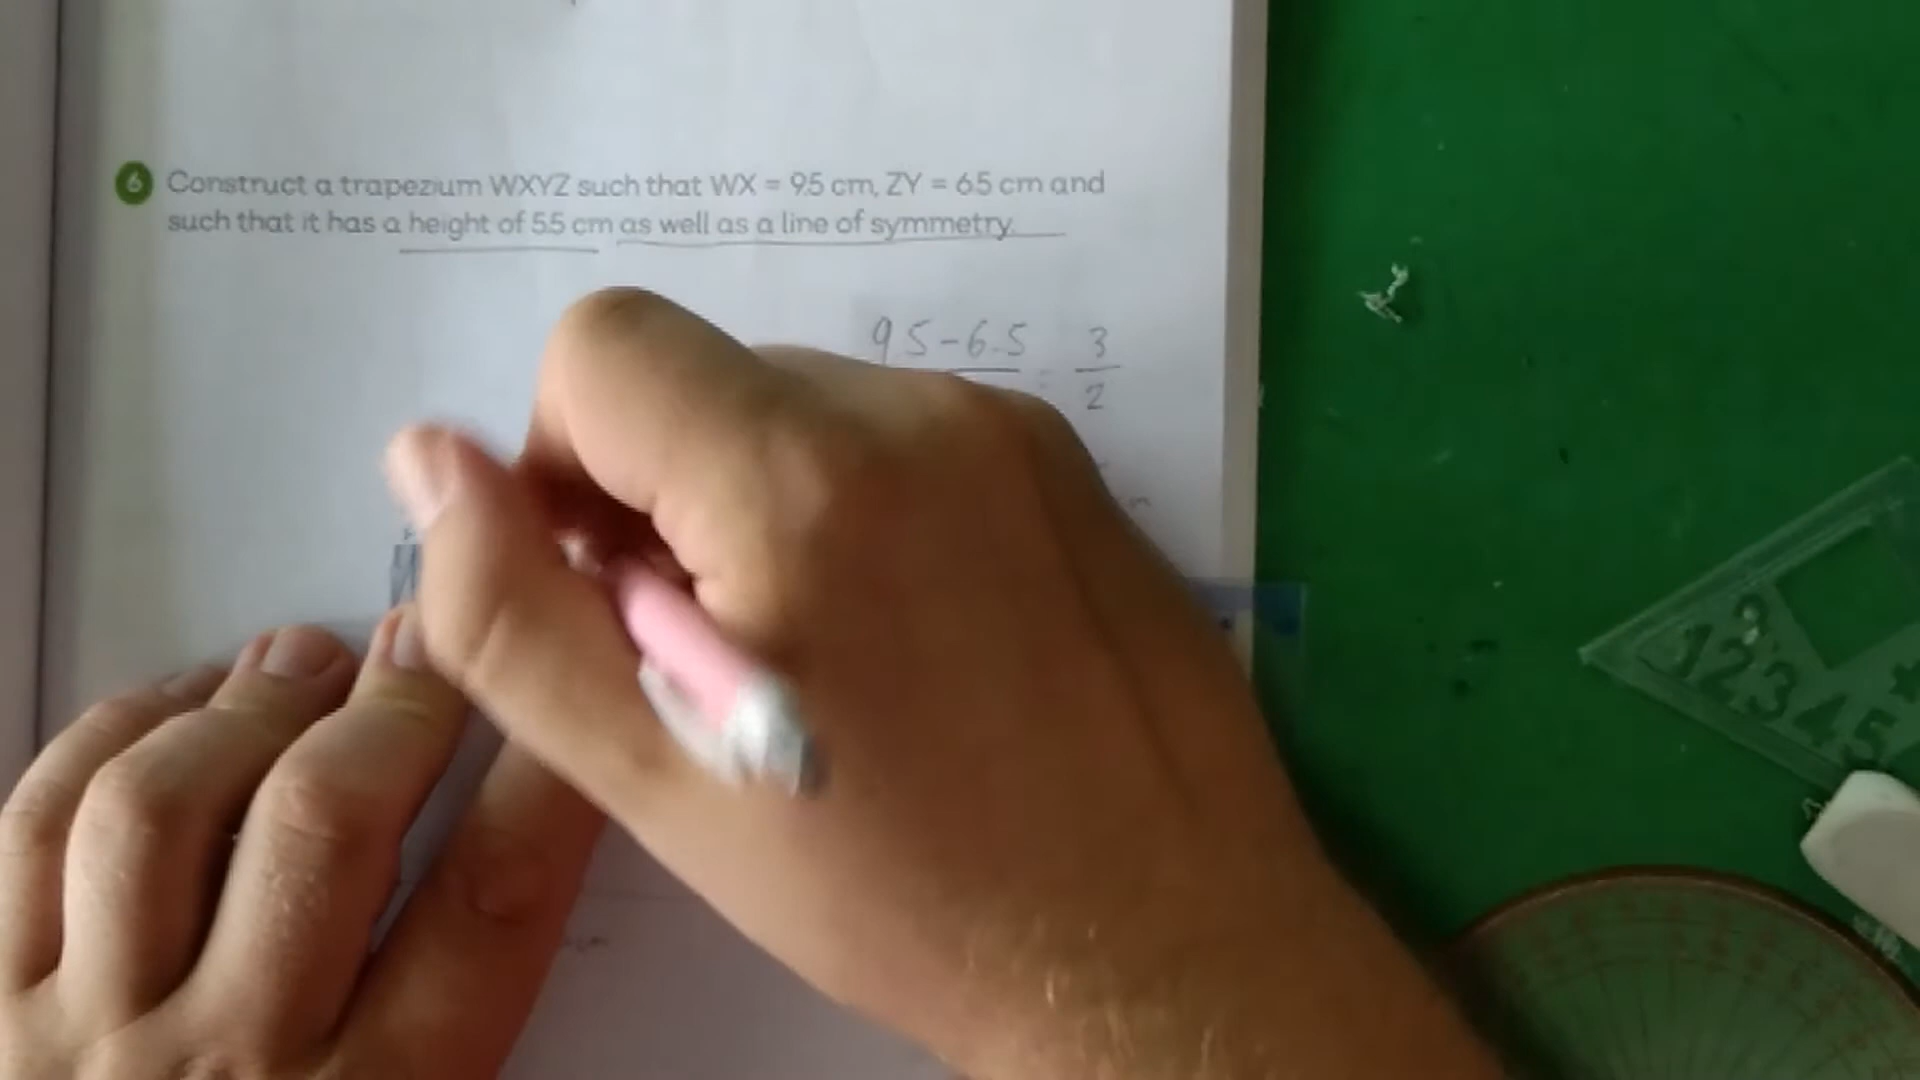 6 Construct a trapezium WXYZ such that WX = 9.5 cm, ZY = 6.5 cm and
such that it has a height of 5.5 cm as well as a line of symmetry.
9.5-6.5 = 3
2
cm
12345